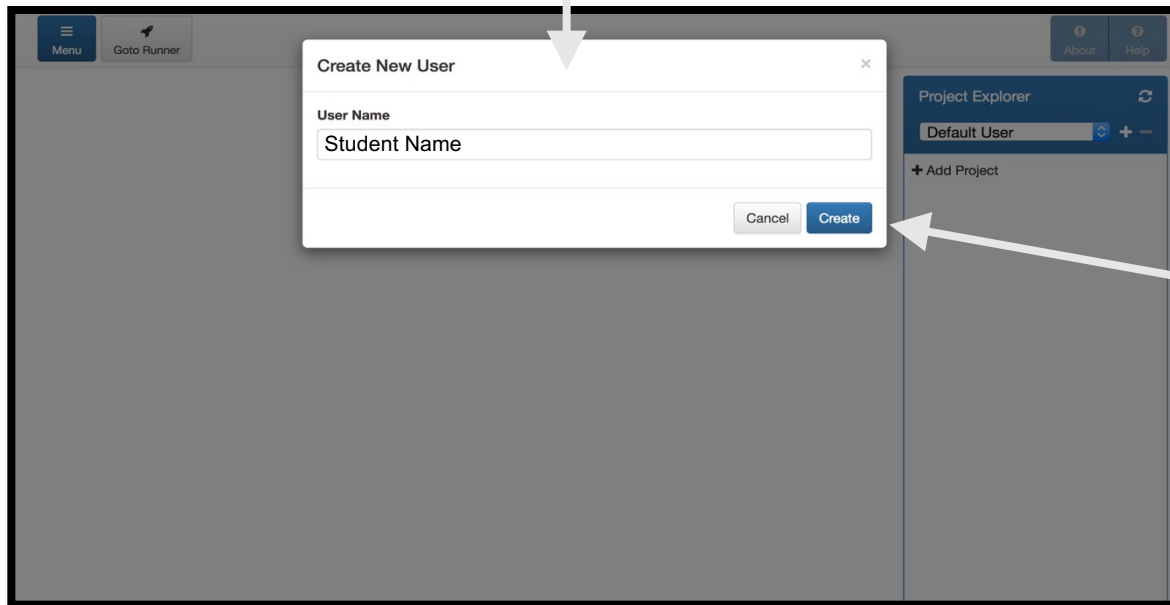 Menu
Goto Runner
About
Help
Create New User
User Name
Student Name
Cancel
Create
Project Explorer
Default User
Add Project